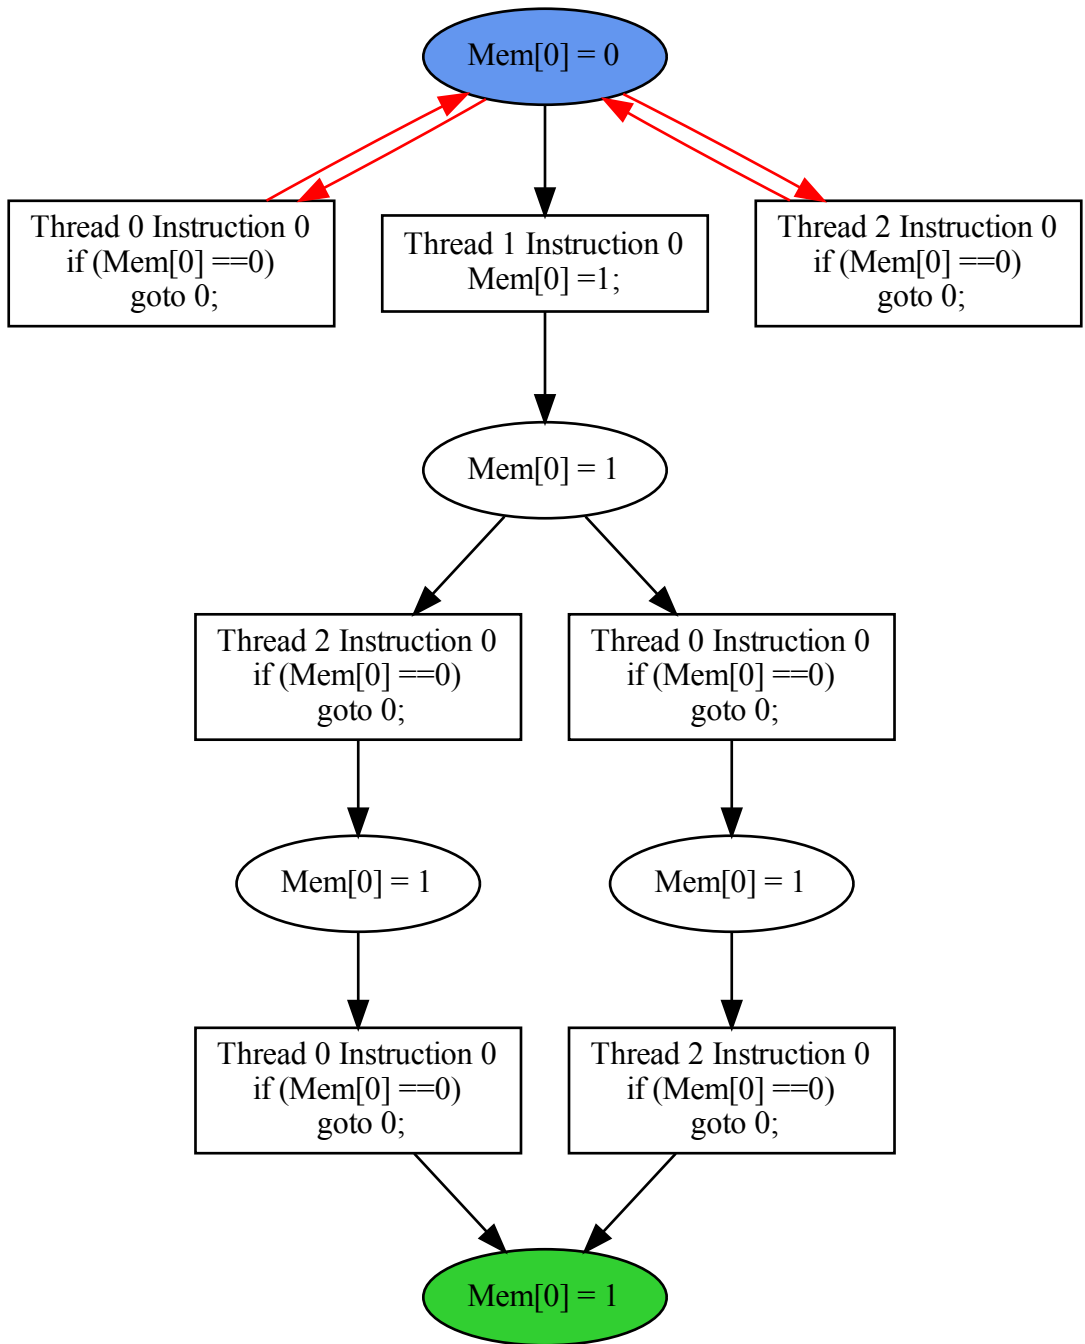 Mem[0] = 0
Thread 0 Instruction 0
if (Mem[0] ==0)
goto 0;
Thread 1 Instruction 0
Mem[0] =1;
Thread 2 Instruction 0
if (Mem[0] ==0)
goto 0;
Mem[0] = 1
Thread 2 Instruction 0
if (Mem[0] ==0)
goto 0;
Thread 0 Instruction 0
if (Mem[0] ==0)
goto 0;
Mem[0] = 1
Mem[0] = 1
Thread 0 Instruction 0
if (Mem[0] ==0)
goto 0;
Thread 2 Instruction 0
if (Mem[0] ==0)
goto 0;
Mem[0] = 1